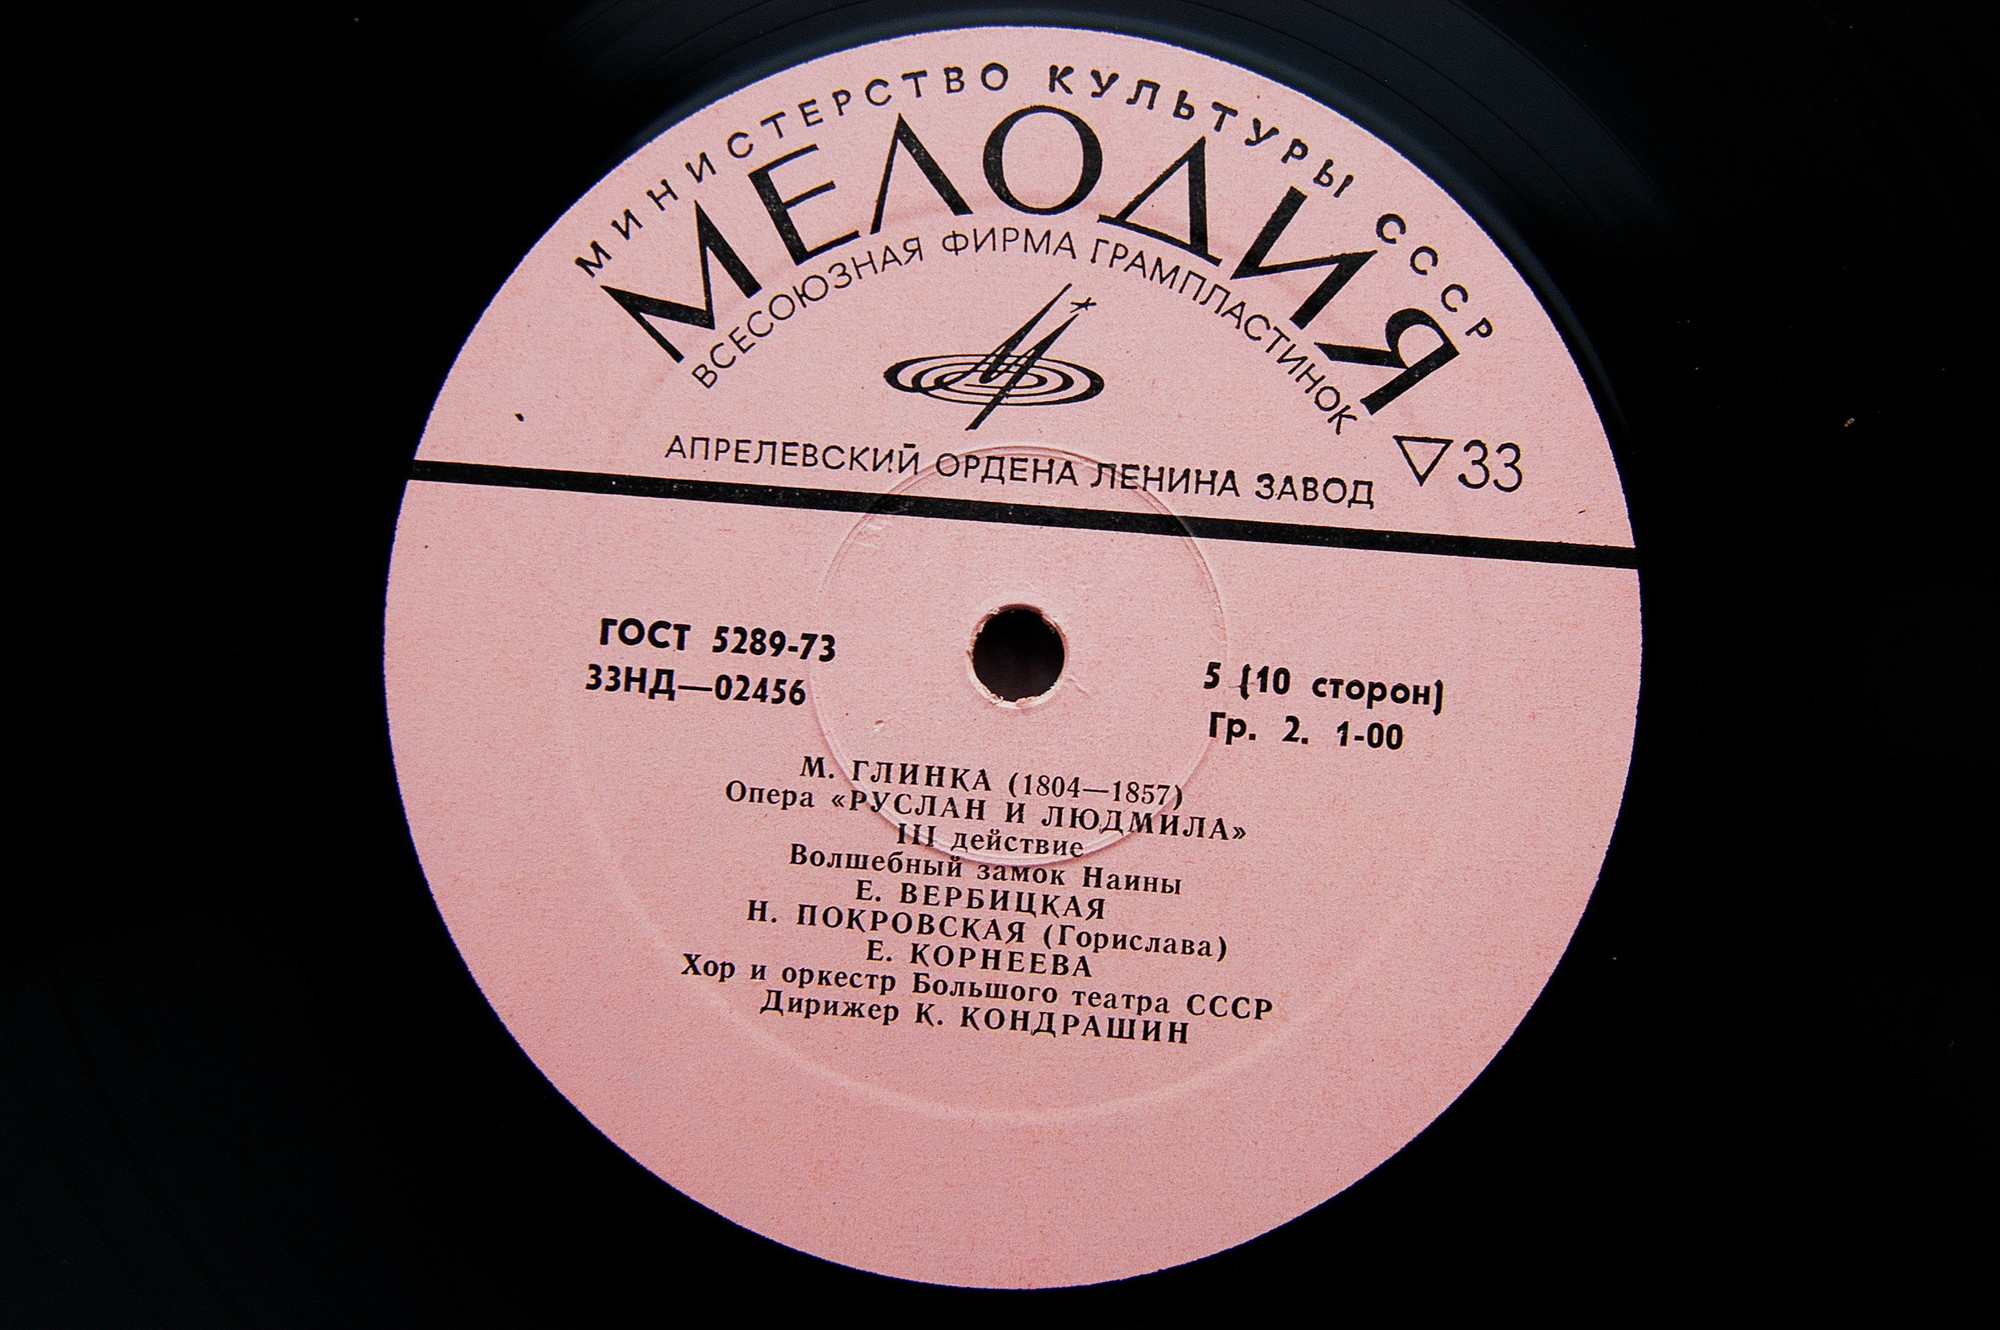 МИНИСТЕРСТВО КУЛЬТУРЫ СССР
МЕЛОДИЯ
ВСЕСОЮЗНАЯ ФИРМА ГРАМПЛАСТИНОК
АПРЕЛЕВСКИЙ ОРДЕНА ЛЕНИНА ЗАВОД
▽33
ГОСТ 5289-73
33НД—02456
5 (10 сторон)
Гр. 2. 1-00
М. ГЛИНКА (1804—1857)
Опера «РУСЛАН И ЛЮДМИЛА»
III действие
Волшебный замок Наины
Е. ВЕРБИЦКАЯ
Н. ПОКРОВСКАЯ (Горислава)
Е. КОРНЕЕВА
Хор и оркестр Большого театра СССР
Дирижер К. КОНДРАШИН